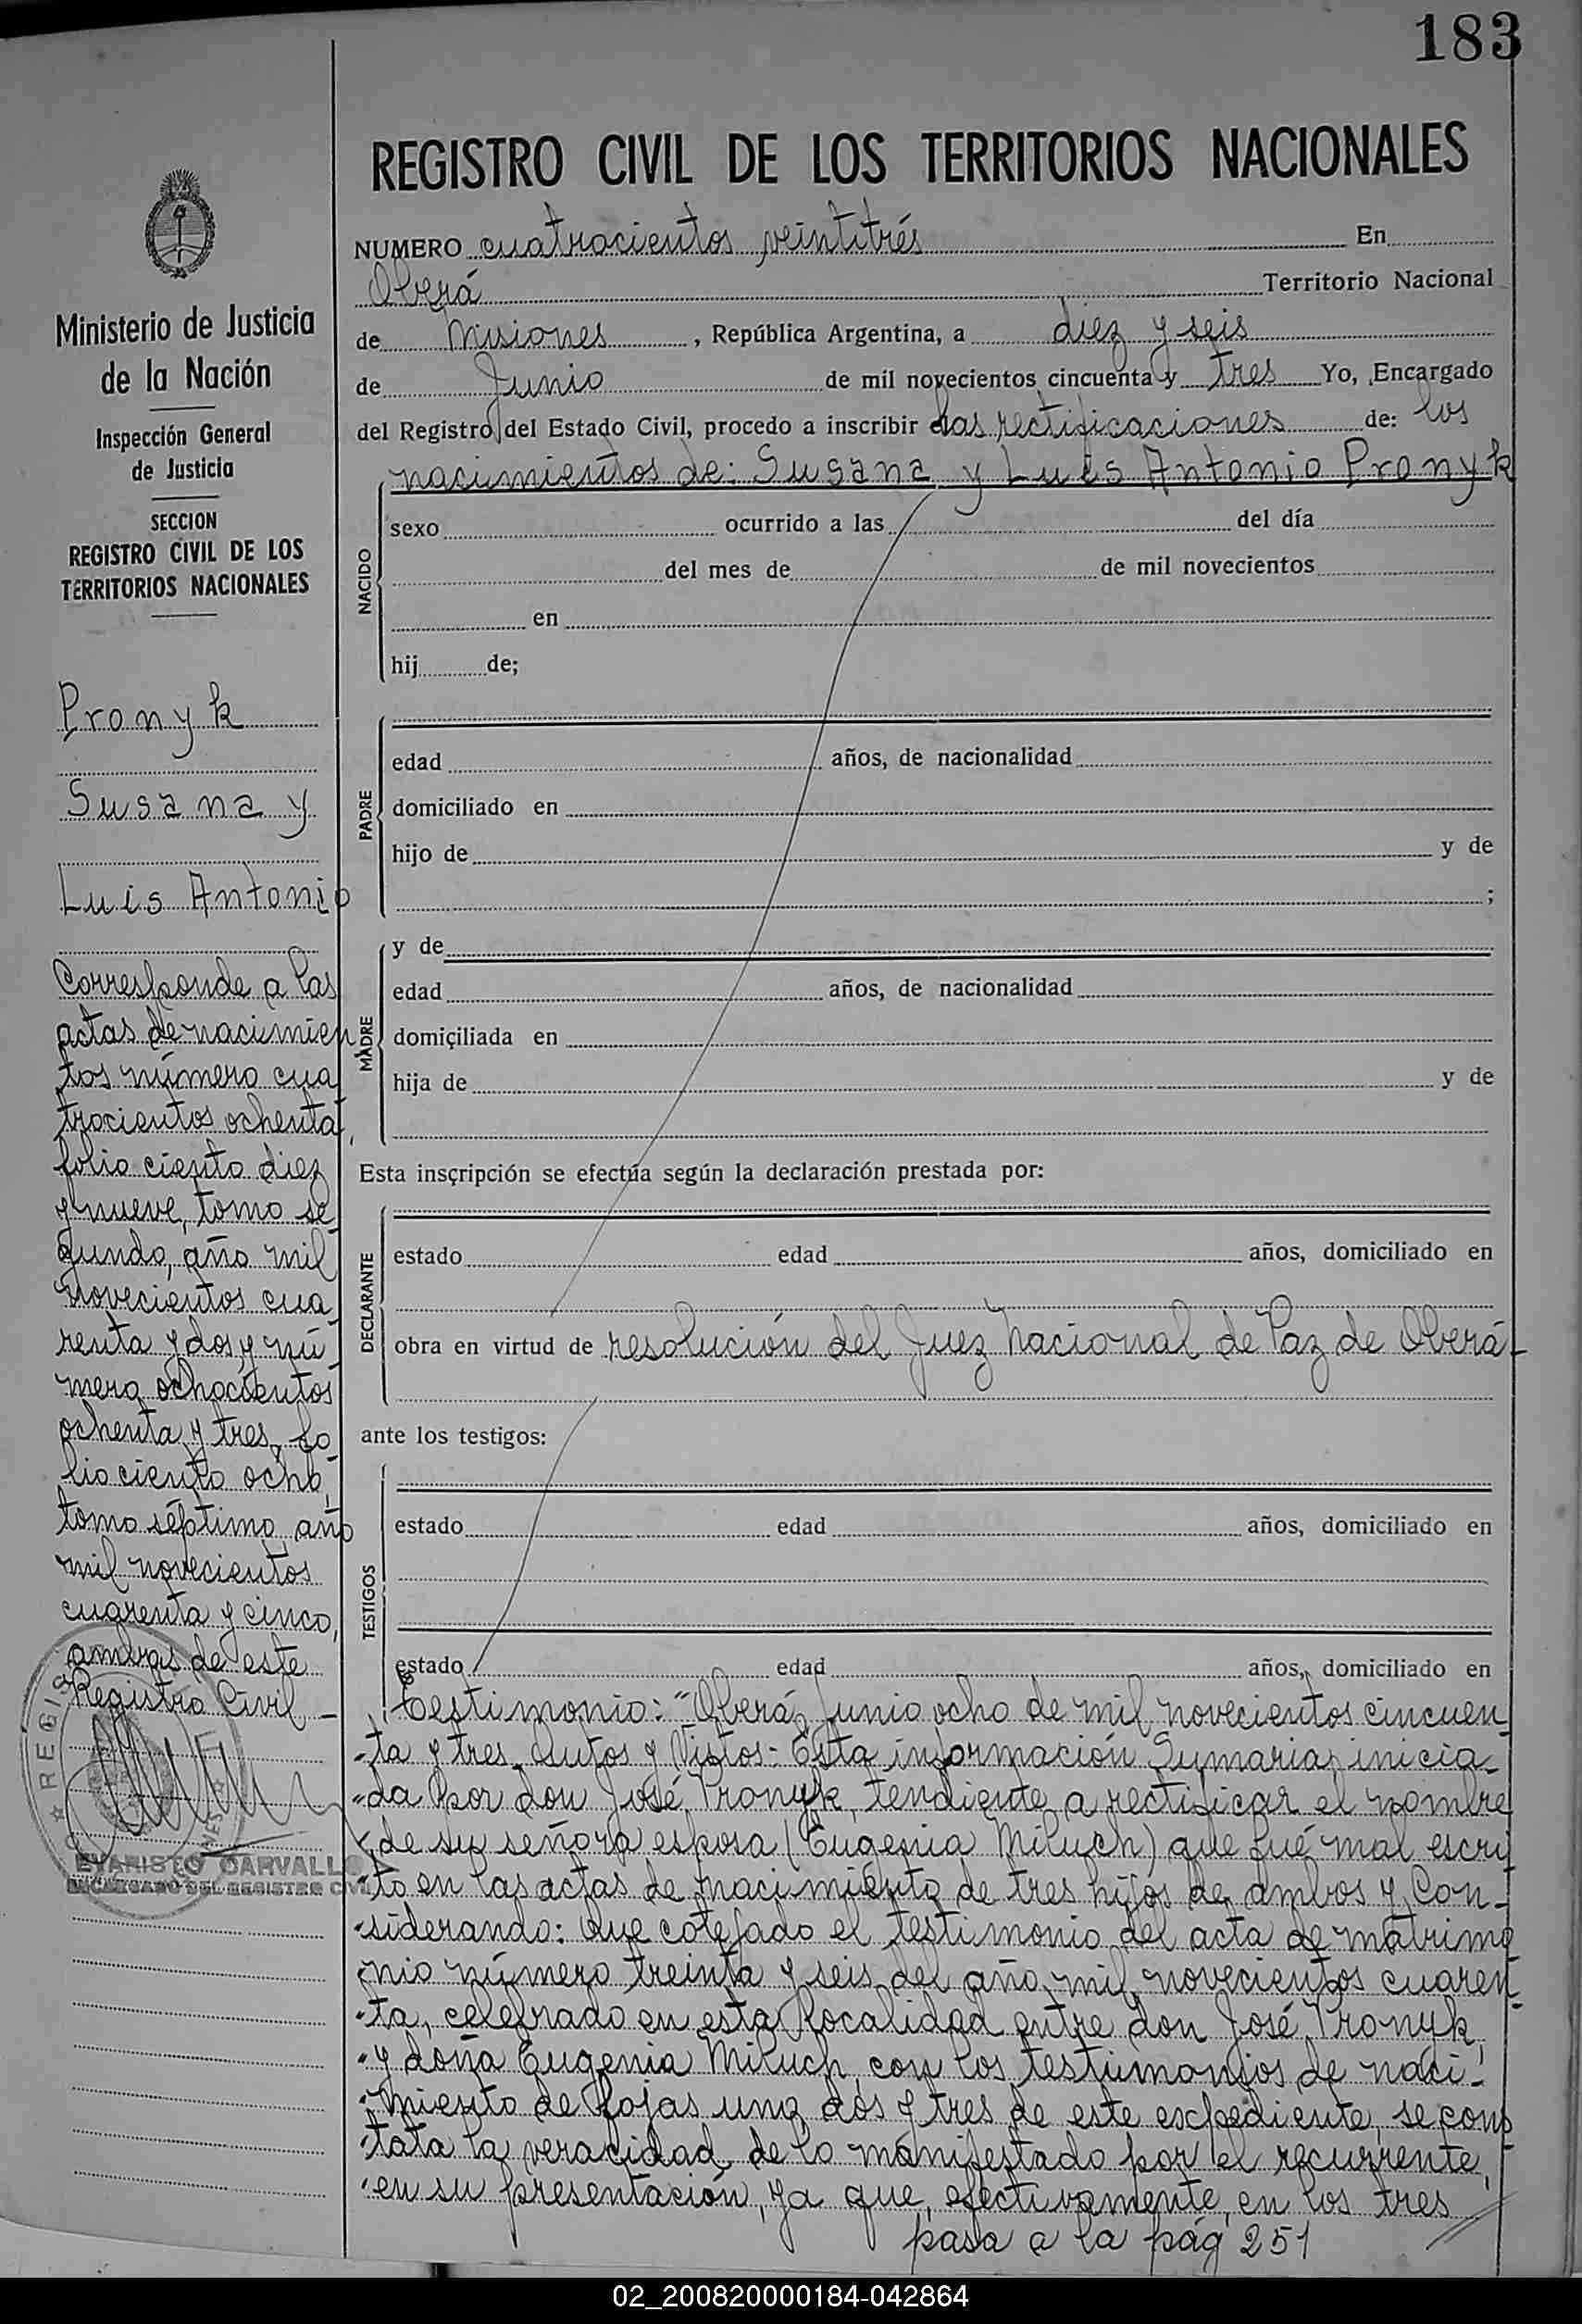 183
REGISTRO CIVIL DE LOS TERRITORIOS NACIONALES
NUMERO cuatrocientos veintitrés En
Oberá Territorio Nacional
de Misiones, República Argentina, a diez y seis
de Junio de mil novecientos cincuenta y tres Yo, Encargado
del Registro del Estado Civil, procedo a inscribir las rectificaciones de: los
nacimientos de: Susana y Luis Antonio Pronyk
NACIDO
sexo ocurrido a las del día
del mes de de mil novecientos
en
hij de;
PADRE
edad años, de nacionalidad
domiciliado en
hijo de y de
;
MADRE
y de
edad años, de nacionalidad
domiciliada en
hija de y de
Esta inscripción se efectúa según la declaración prestada por:
DECLARANTE
estado edad años, domiciliado en
obra en virtud de resolución del Juez Nacional de Paz de Oberá-
ante los testigos:
TESTIGOS
estado edad años, domiciliado en
estado edad años, domiciliado en
Testimonio: "Oberá, Junio ocho de mil novecientos cincuen-
"ta y tres. Autos y Vistos: Esta información Sumaria, inicia-
"da por don José Pronyk, tendiente a rectificar el nombre
"de su señora esposa (Eugenia Miluch) que fué mal escri-
"to en las actas de nacimiento de tres hijos de ambos y Con-
"siderando: Que cotejado el testimonio del acta de matrimo-
"nio número treinta y seis del año mil novecientos cuaren-
"ta, celebrado en esta localidad entre don José Pronyk
"y doña Eugenia Miluch, con los testimonios de naci-
"miento de fojas uno, dos y tres de este expediente, se cons-
"tata la veracidad de lo manifestado por el recurrente,
"en su presentación, ya que, efectivamente, en los tres
pasa a la pág 251
Ministerio de Justicia
de la Nación
Inspección General
de Justicia
SECCION
REGISTRO CIVIL DE LOS
TERRITORIOS NACIONALES
Pronyk
Susana y
Luis Antonio
Corresponde a las
actas de nacimien
tos número cua
trocientos ochenta,
folio ciento diez
y nueve, tomo se-
gundo, año mil
novecientos cua
renta y dos y nú-
mero ochocientos
ochenta y tres, fo-
lio ciento ocho,
tomo séptimo, año
mil novecientos
cuarenta y cinco,
ambas de este
Registro Civil -
EVARISTO CARVALLO
ENCARGADO DEL REGISTER CIVIL
02_200820000184-042864